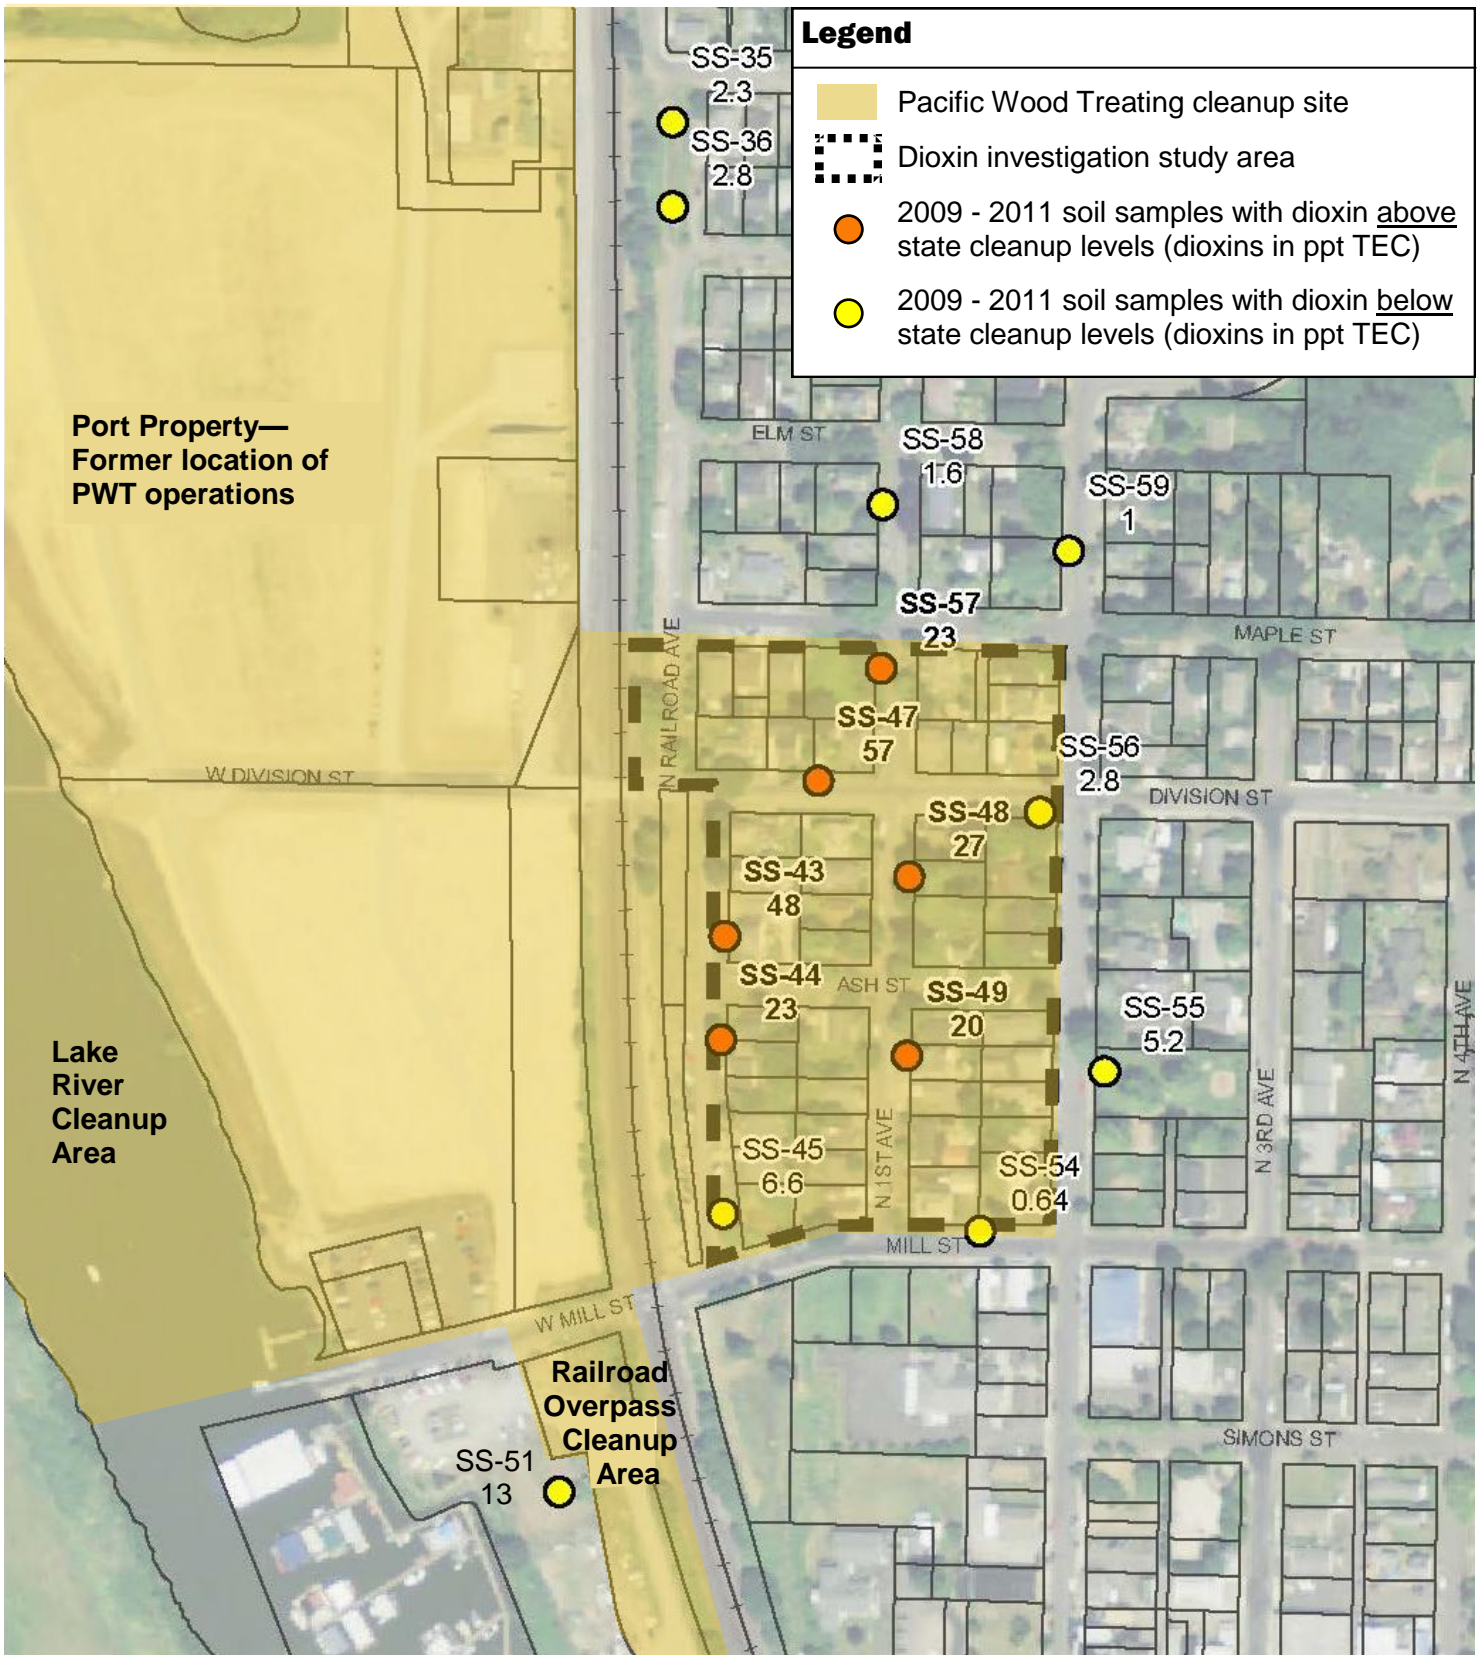 Legend
Pacific Wood Treating cleanup site
Dioxin investigation study area
2009 - 2011 soil samples with dioxin above
state cleanup levels (dioxins in ppt TEC)
2009 - 2011 soil samples with dioxin below
state cleanup levels (dioxins in ppt TEC)
SS-35
2.3
SS-36
2.8
Port Property—
Former location of
PWT operations
ELM ST
SS-58
1.6
SS-59
1
SS-57
23
MAPLE ST
N RAILROAD AVE
SS-47
57
SS-56
2.8
W DIVISION ST
DIVISION ST
SS-48
27
SS-43
48
SS-44
23
ASH ST
SS-49
20
SS-55
5.2
N 4TH AVE
Lake
River
Cleanup
Area
N 3RD AVE
N 1ST AVE
SS-45
6.6
SS-54
0.64
MILL ST
W MILL ST
Railroad
Overpass
Cleanup
Area
SIMONS ST
SS-51
13